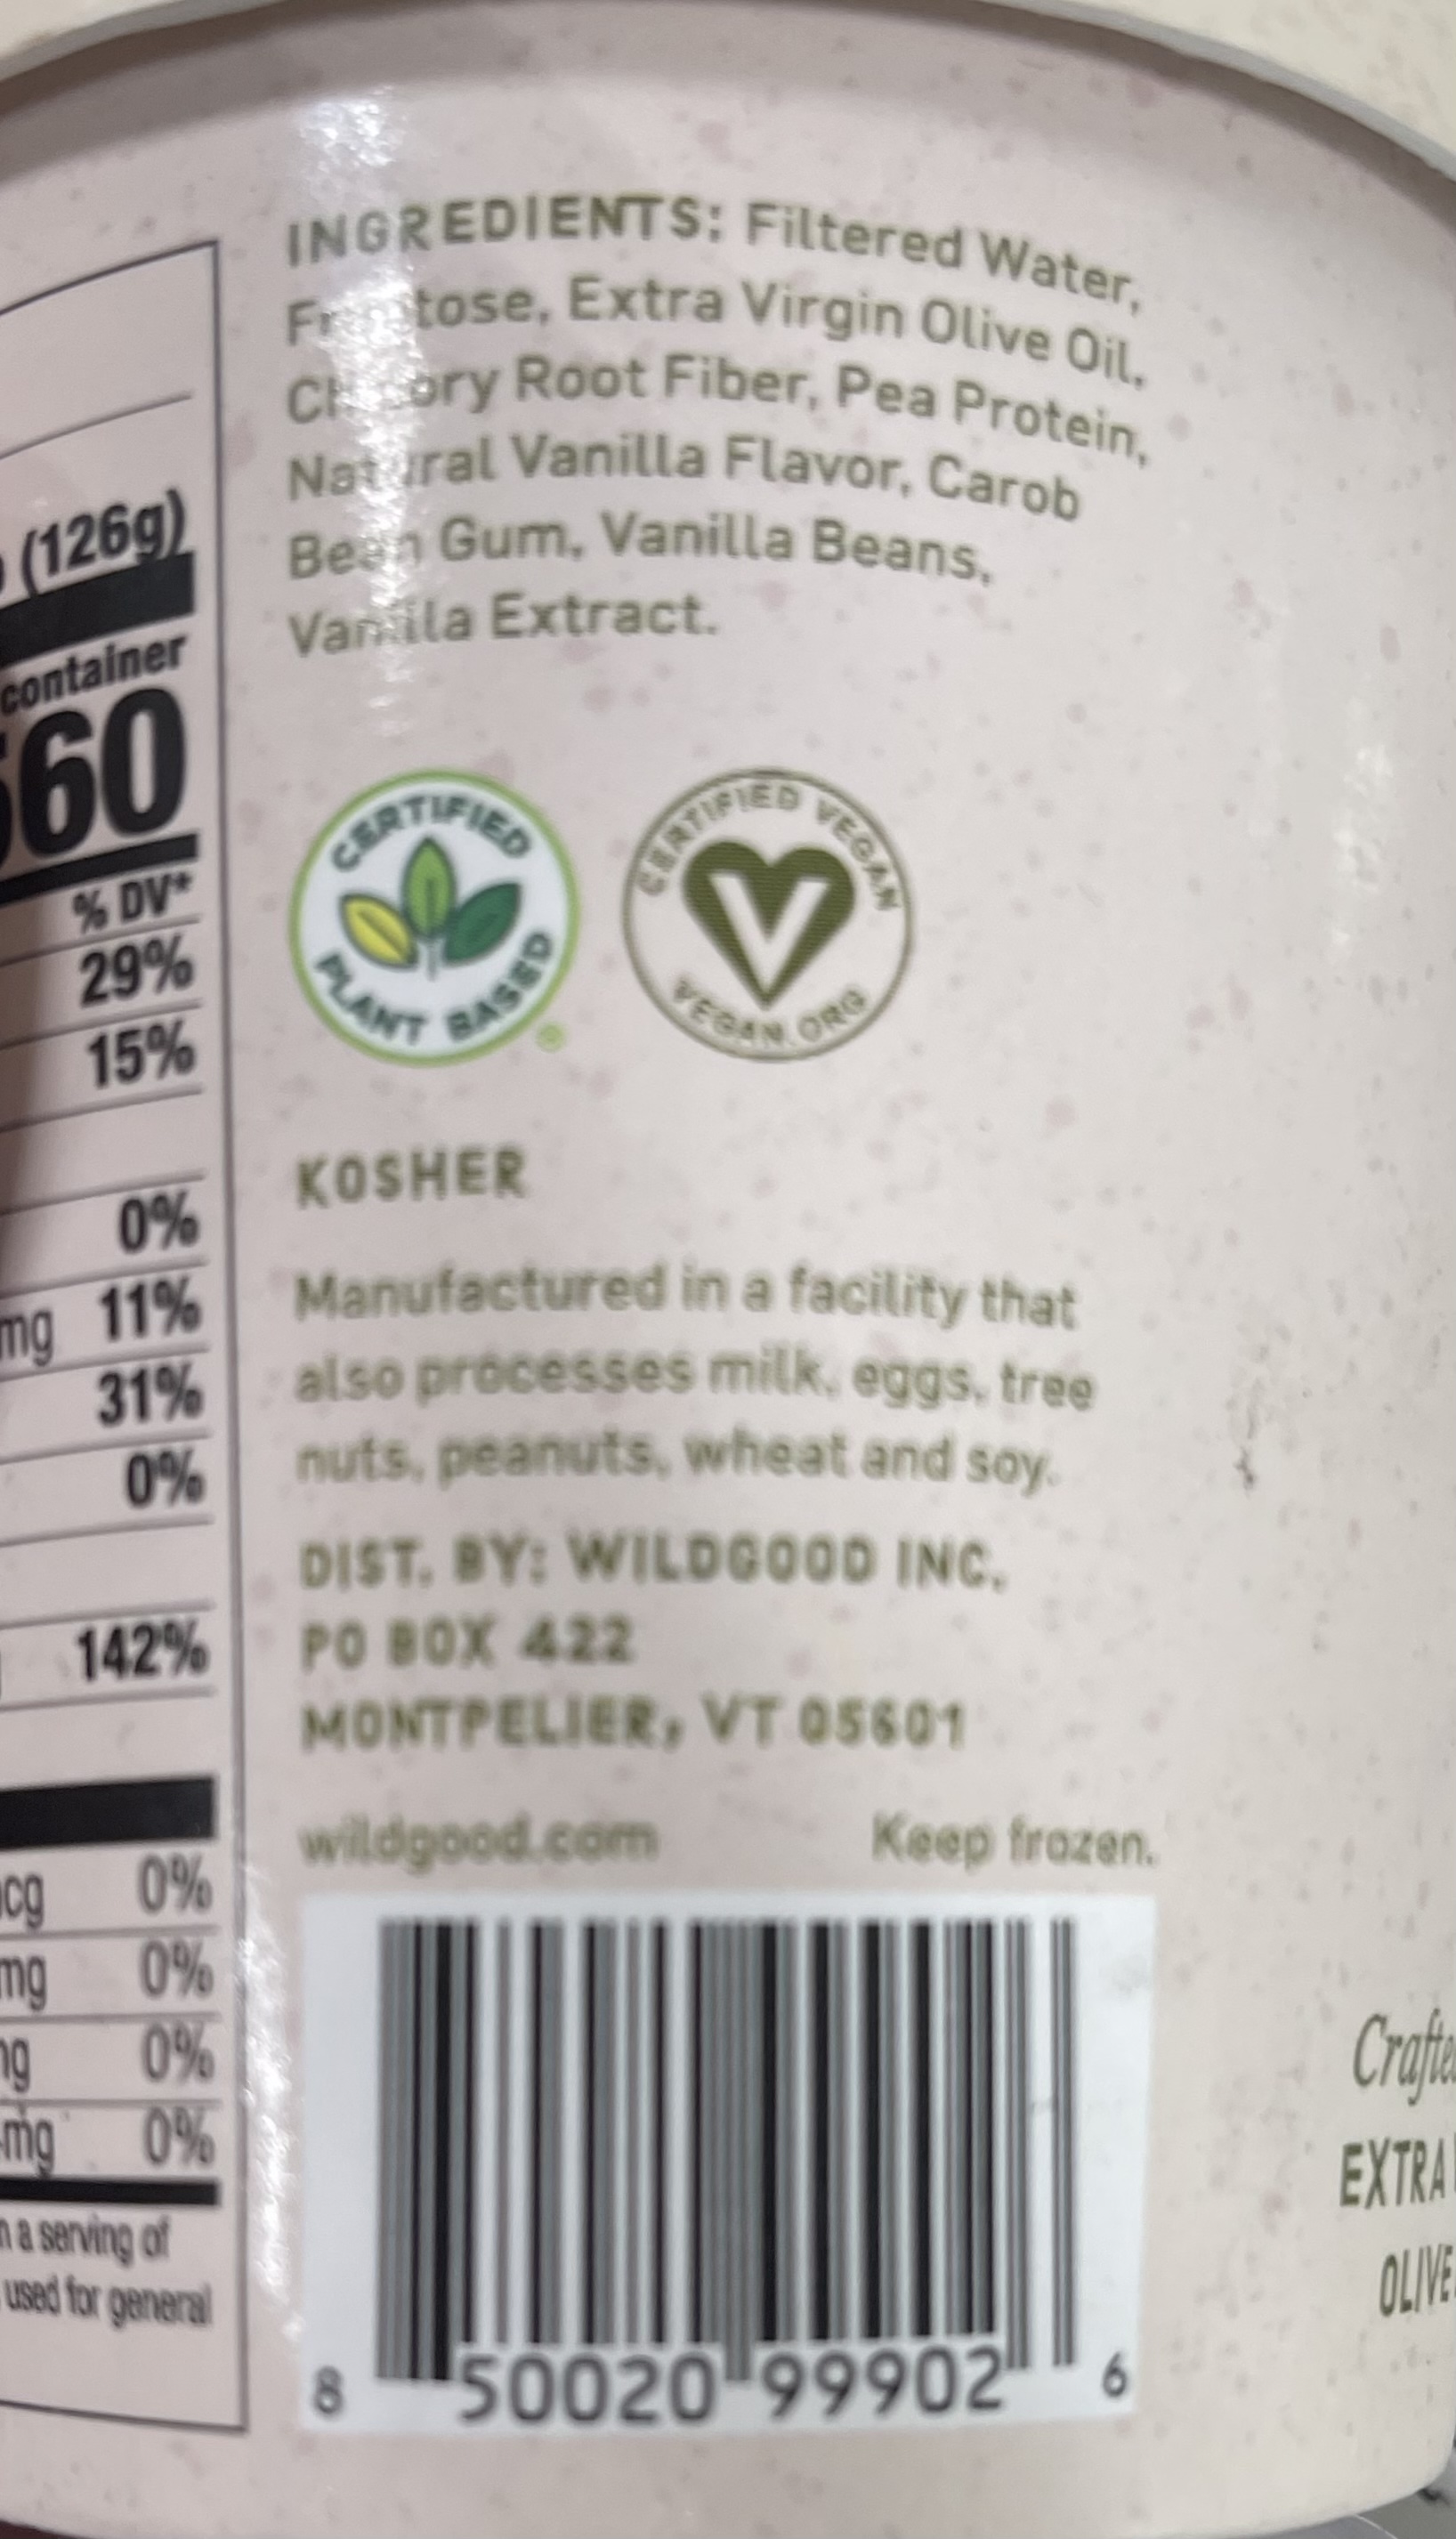 (126g)
container
60
% DV*
29%
15%
0%
mg 11%
31%
0%
142%
cg 0%
mg 0%
0%
mg 0%
a serving of
used for general
INGREDIENTS: Filtered Water,
Fructose, Extra Virgin Olive Oil,
Chicory Root Fiber, Pea Protein,
Natural Vanilla Flavor, Carob
Bean Gum, Vanilla Beans,
Vanilla Extract.
CERTIFIED
PLANT BASED
CERTIFIED VEGAN
V
VEGAN.ORG
KOSHER
Manufactured in a facility that
also processes milk, eggs, tree
nuts, peanuts, wheat and soy.
DIST. BY: WILDGOOD INC.
PO BOX 422
MONTPELIER, VT 05601
wildgood.com Keep frozen.
8 50020 99902 6
Crafte
EXTRA
OLIVE